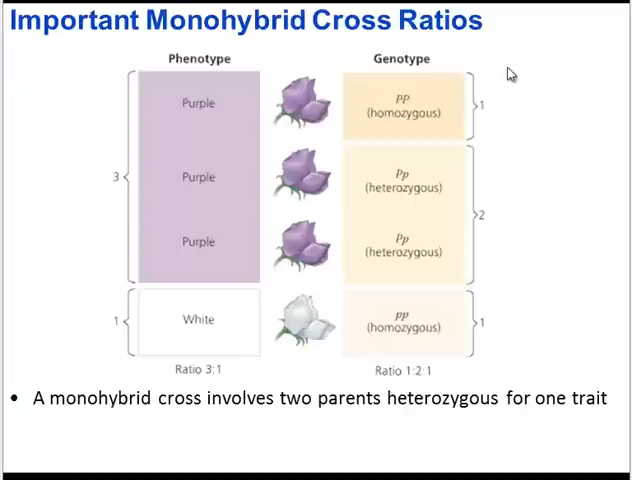 Important Monohybrid Cross Ratios
Phenotype
Genotype
Purple
PP
(homozygous)
1
3
Purple
Pp
(heterozygous)
2
Purple
Pp
(heterozygous)
1
White
pp
(homozygous)
1
Ratio 3:1
Ratio 1:2:1
• A monohybrid cross involves two parents heterozygous for one trait